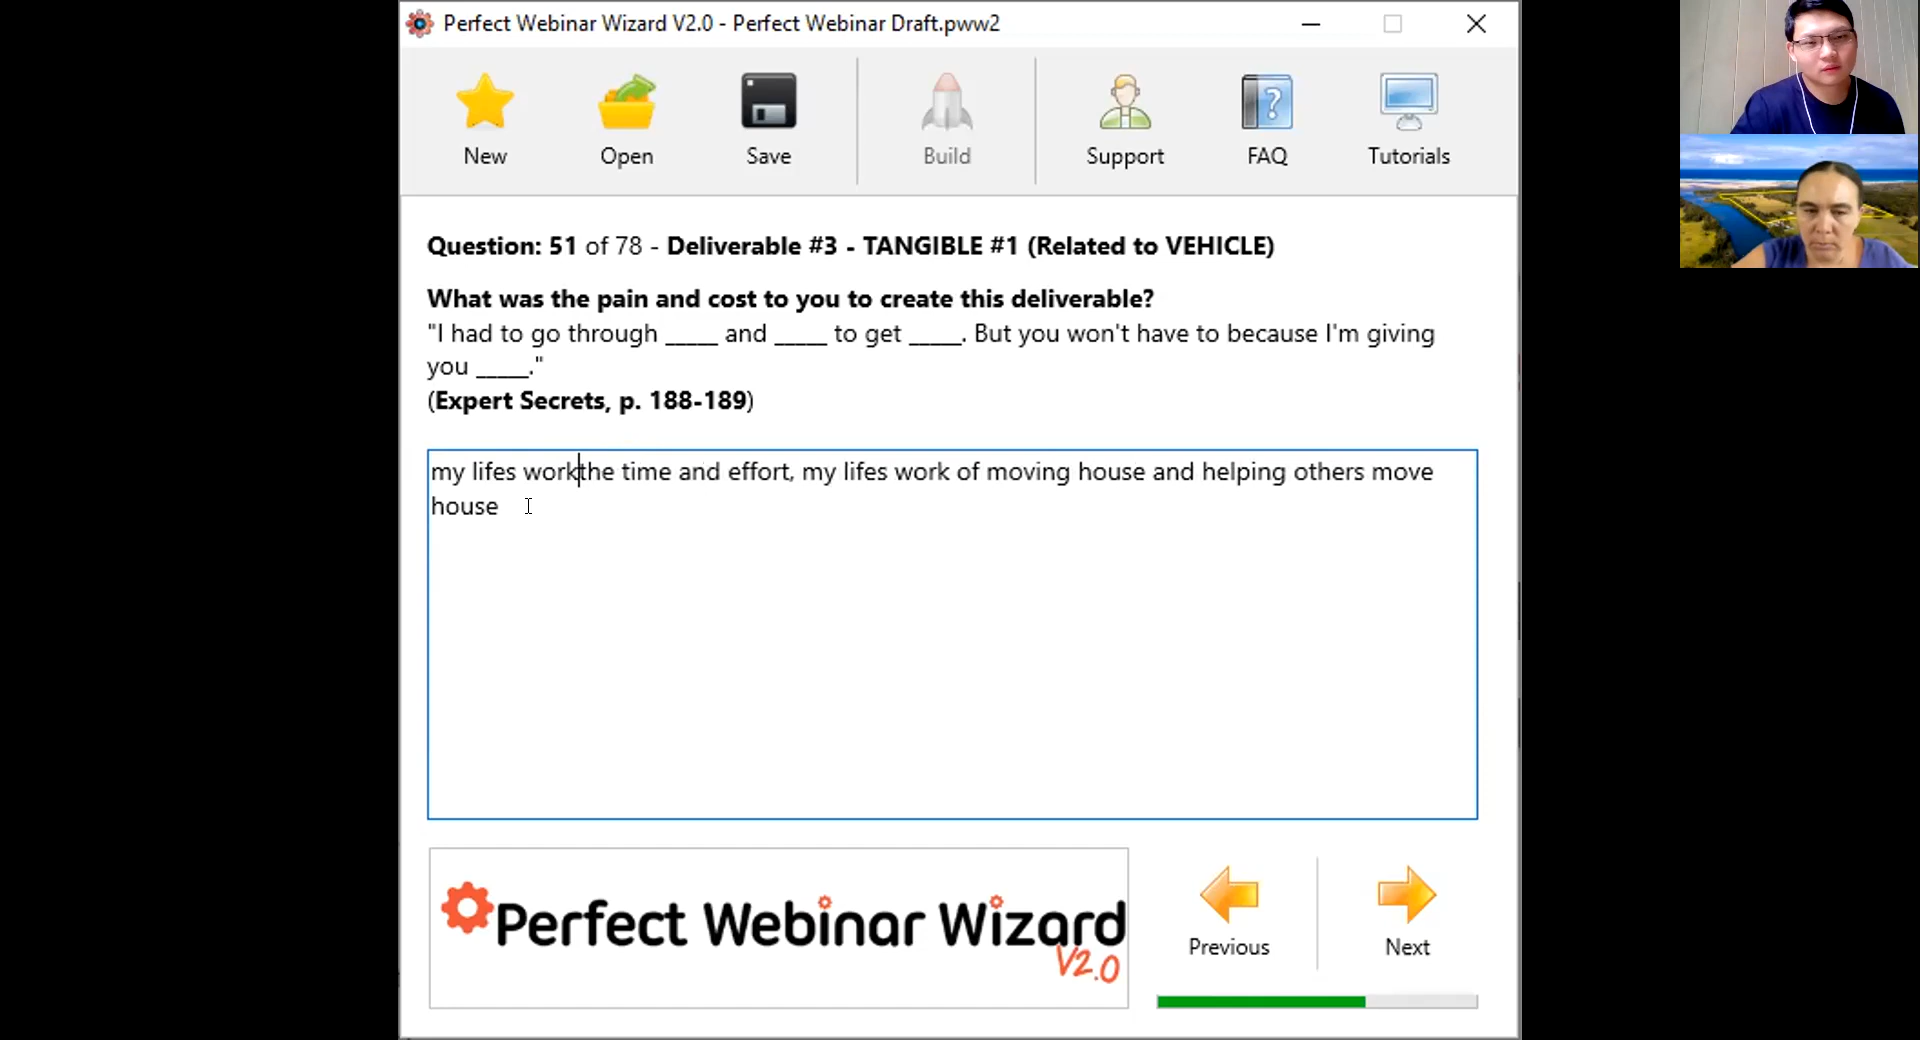 Perfect Webinar Wizard V2.0 - Perfect Webinar Draft.pww2
New Open Save Build Support FAQ Tutorials
Question: 51 of 78 - Deliverable #3 - TANGIBLE #1 (Related to VEHICLE)
What was the pain and cost to you to create this deliverable?
"I had to go through _____ and _____ to get _____. But you won't have to because I'm giving
you _____."
(Expert Secrets, p. 188-189)
my lifes workthe time and effort, my lifes work of moving house and helping others move
house
Perfect Webinar Wizard
V2.0
Previous Next